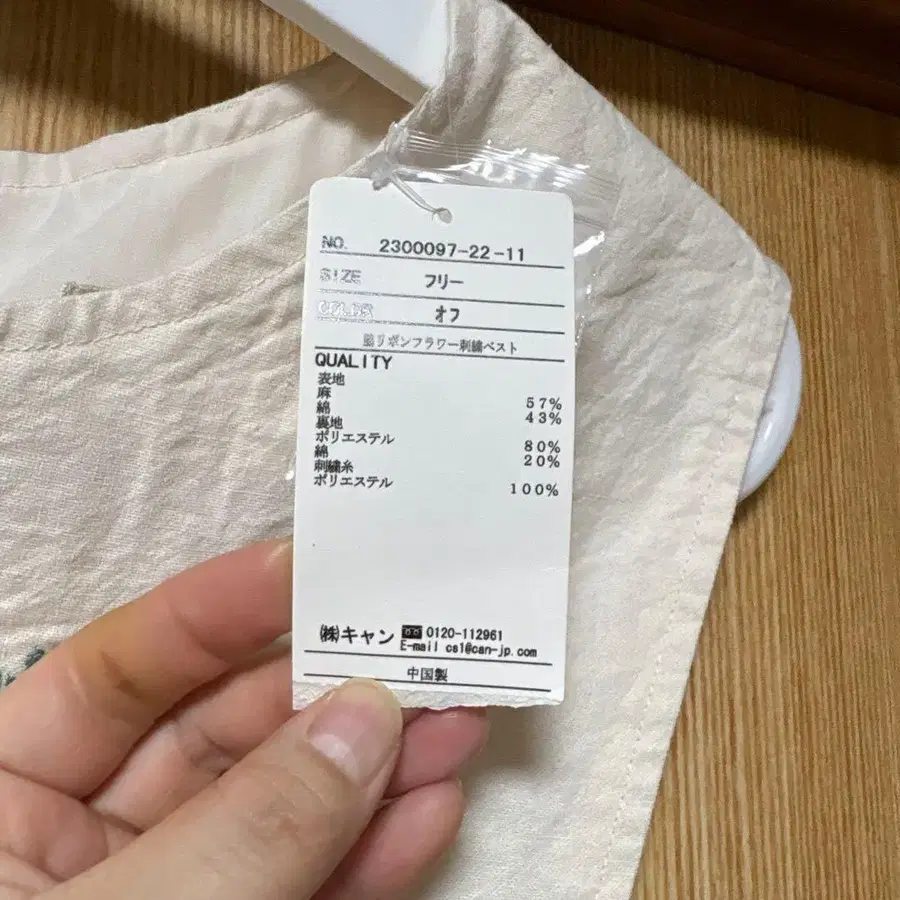 NO. 2300097-22-11
SIZE フリー
COLOR オフ
脇リボンフラワー刺繍ベスト
QUALITY
表地
麻 57%
綿 43%
裏地
ポリエステル 80%
綿 20%
刺繍糸
ポリエステル 100%
㈱キャン 0120-112961
E-mail cs1@can-jp.com
中国製